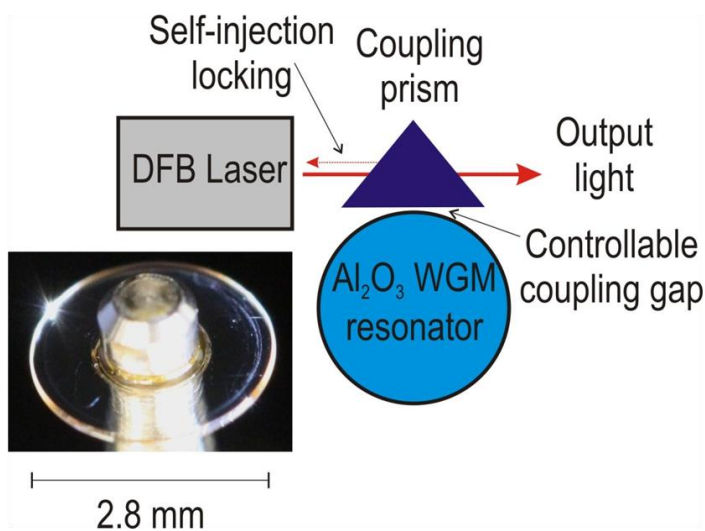 Self-injection
locking
Coupling
prism
DFB Laser
Output
light
Controllable
coupling gap
Al₂O₃ WGM
resonator
2.8 mm